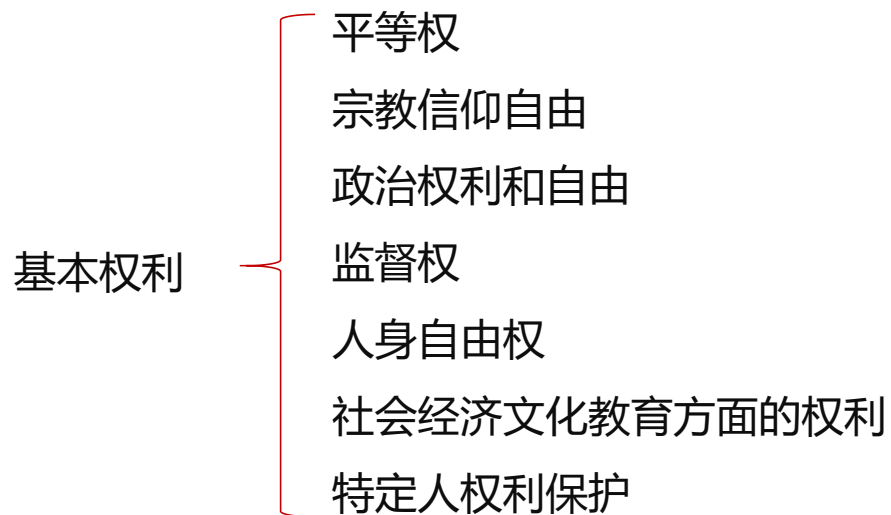 平等权
宗教信仰自由
政治权利和自由
监督权
基本权利
人身自由权
社会经济文化教育方面的权利
特定人权利保护